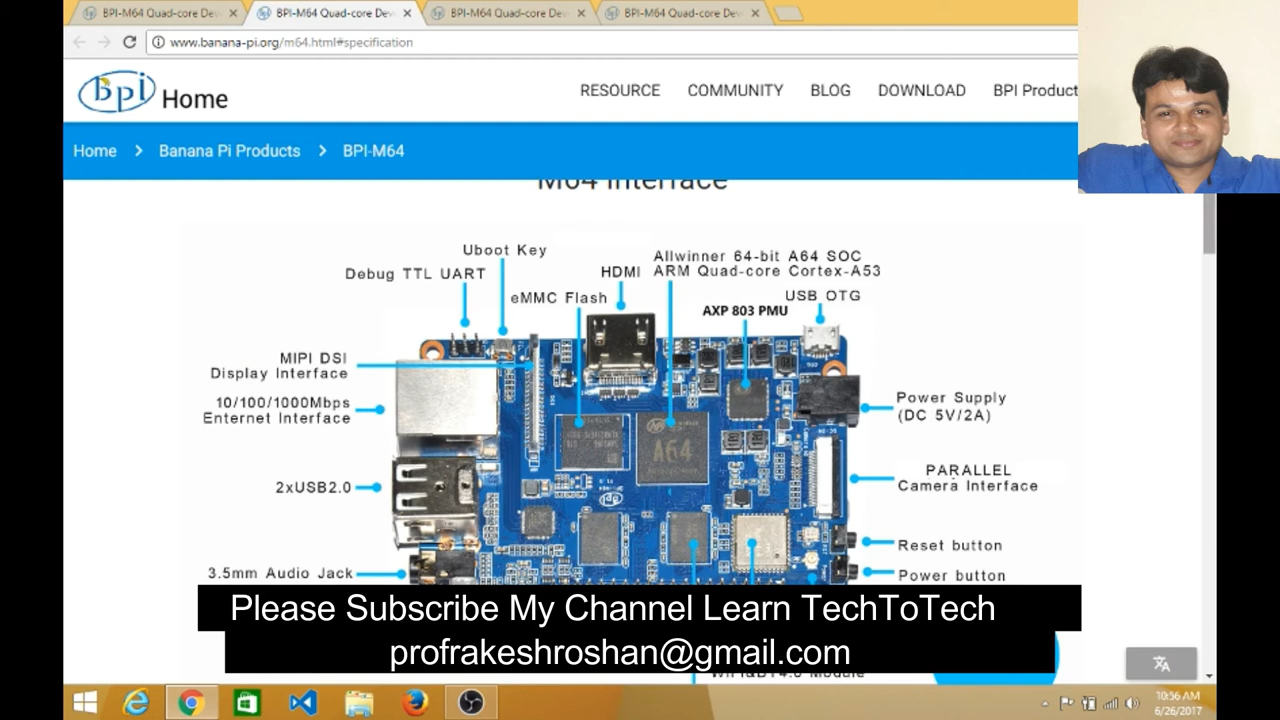 BPI-M64 Quad-core Dev
BPI-M64 Quad-core Dev
BPI-M64 Quad-core Dev
BPI-M64 Quad-core Dev
www.banana-pi.org/m64.html#specification
Bpi Home
RESOURCE COMMUNITY BLOG DOWNLOAD BPI Product
Home > Banana Pi Products > BPI-M64
M64 Interface
Uboot Key
Debug TTL UART
eMMC Flash
HDMI
Allwinner 64-bit A64 SOC
ARM Quad-core Cortex-A53
AXP 803 PMU
USB OTG
MIPI DSI
Display Interface
10/100/1000Mbps
Enternet Interface
2xUSB2.0
3.5mm Audio Jack
A64
Power Supply
(DC 5V/2A)
PARALLEL
Camera Interface
Reset button
Power button
Please Subscribe My Channel Learn TechToTech
profrakeshroshan@gmail.com
WIFI&BT4.0 Module
10:56 AM
6/26/2017